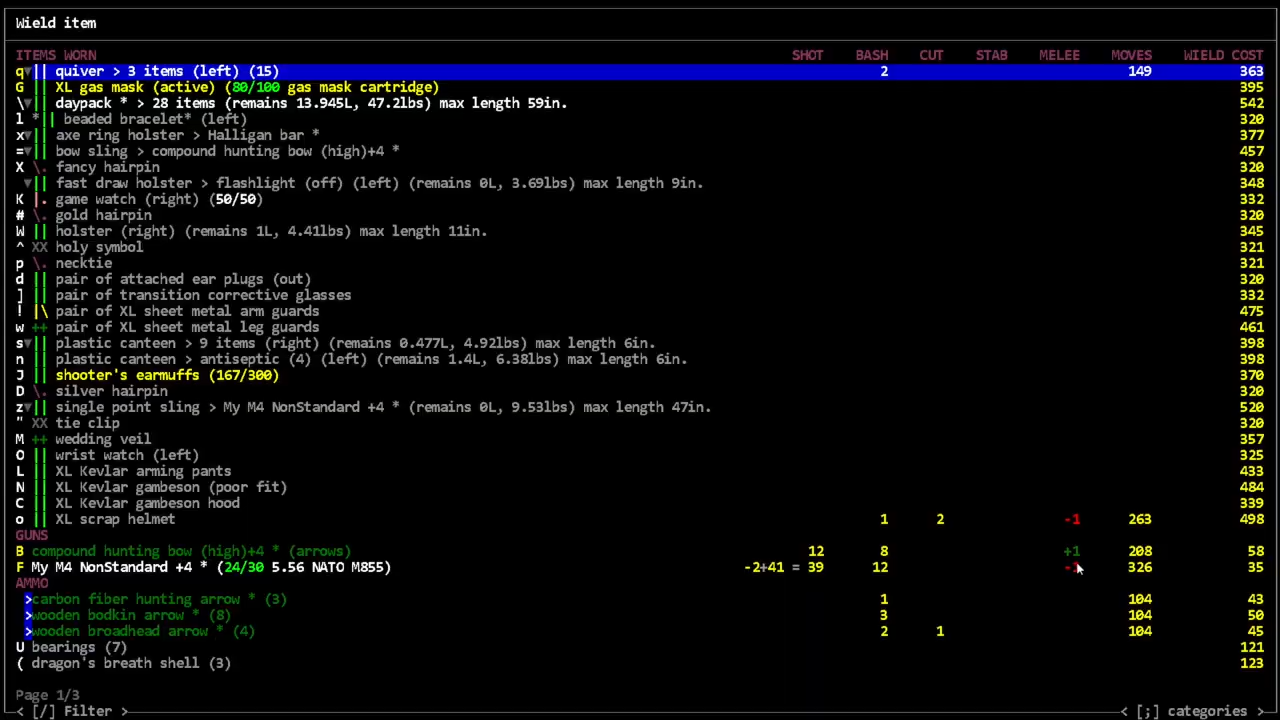 Wield item
ITEMS WORN SHOT BASH CUT STAB MELEE MOVES WIELD COST
q▼|| quiver > 3 items (left) (15) 2 149 363
G || XL gas mask (active) (80/100 gas mask cartridge) 395
\▼|| daypack * > 28 items (remains 13.945L, 47.2lbs) max length 59in. 542
l *|| beaded bracelet* (left) 320
x▼|| axe ring holster > Halligan bar * 377
=▼|| bow sling > compound hunting bow (high)+4 * 457
X \. fancy hairpin 320
▼|| fast draw holster > flashlight (off) (left) (remains 0L, 3.69lbs) max length 9in. 348
K |. game watch (right) (50/50) 332
# \. gold hairpin 320
W || holster (right) (remains 1L, 4.41lbs) max length 11in. 345
^ XX holy symbol 321
p \. necktie 321
d || pair of attached ear plugs (out) 320
] || pair of transition corrective glasses 332
! |\ pair of XL sheet metal arm guards 475
w ++ pair of XL sheet metal leg guards 461
s▼|| plastic canteen > 9 items (right) (remains 0.477L, 4.92lbs) max length 6in. 398
n || plastic canteen > antiseptic (4) (left) (remains 1.4L, 6.38lbs) max length 6in. 398
J || shooter's earmuffs (167/300) 370
D \. silver hairpin 320
z▼|| single point sling > My M4 NonStandard +4 * (remains 0L, 9.53lbs) max length 47in. 520
" XX tie clip 320
M ++ wedding veil 357
O || wrist watch (left) 325
L || XL Kevlar arming pants 433
N || XL Kevlar gambeson (poor fit) 484
C || XL Kevlar gambeson hood 339
o || XL scrap helmet 1 2 -1 263 498
GUNS
B compound hunting bow (high)+4 * (arrows) 12 8 +1 208 58
F My M4 NonStandard +4 * (24/30 5.56 NATO M855) -2+41 = 39 12 -1 326 35
AMMO
>carbon fiber hunting arrow * (3) 1 104 43
>wooden bodkin arrow * (8) 3 104 50
>wooden broadhead arrow * (4) 2 1 104 45
U bearings (7) 121
( dragon's breath shell (3) 123
Page 1/3
< [/] Filter > < [;] categories >